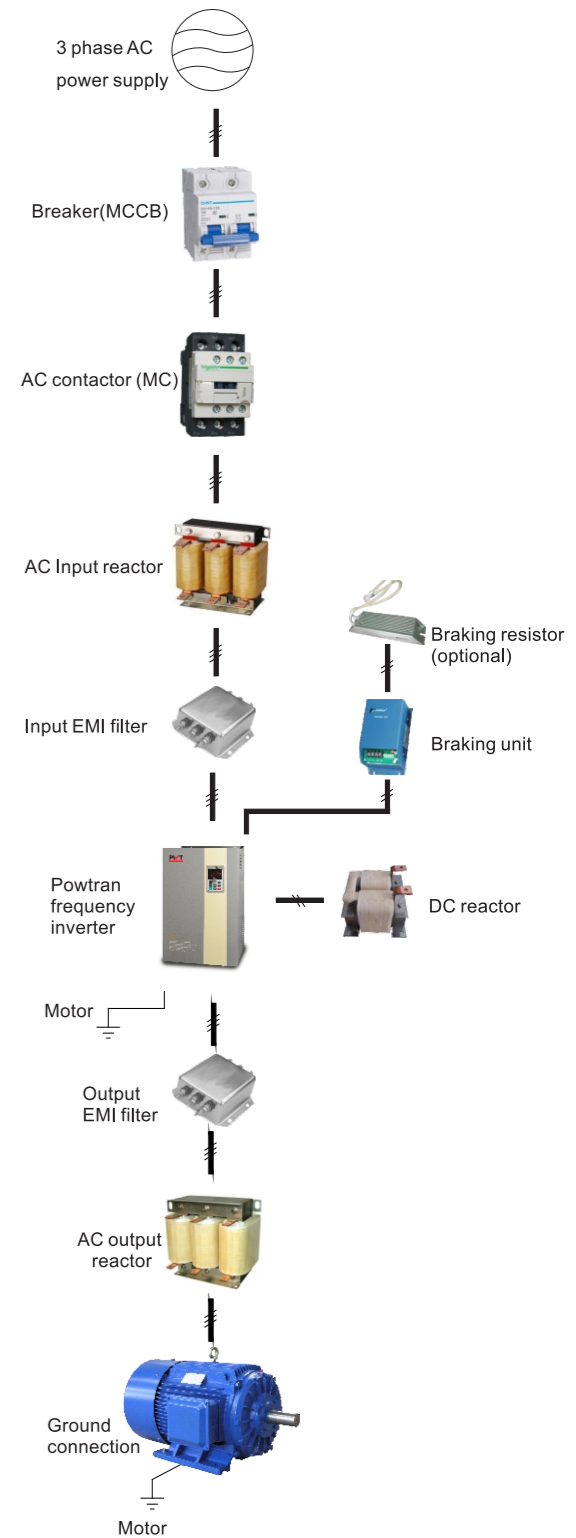 3 phase AC
power supply
Breaker(MCCB)
AC contactor (MC)
AC Input reactor
Braking resistor
(optional)
Input EMI filter
Braking unit
Powtran
frequency
inverter
DC reactor
Motor
Output
EMI filter
AC output
reactor
Ground
connection
Motor